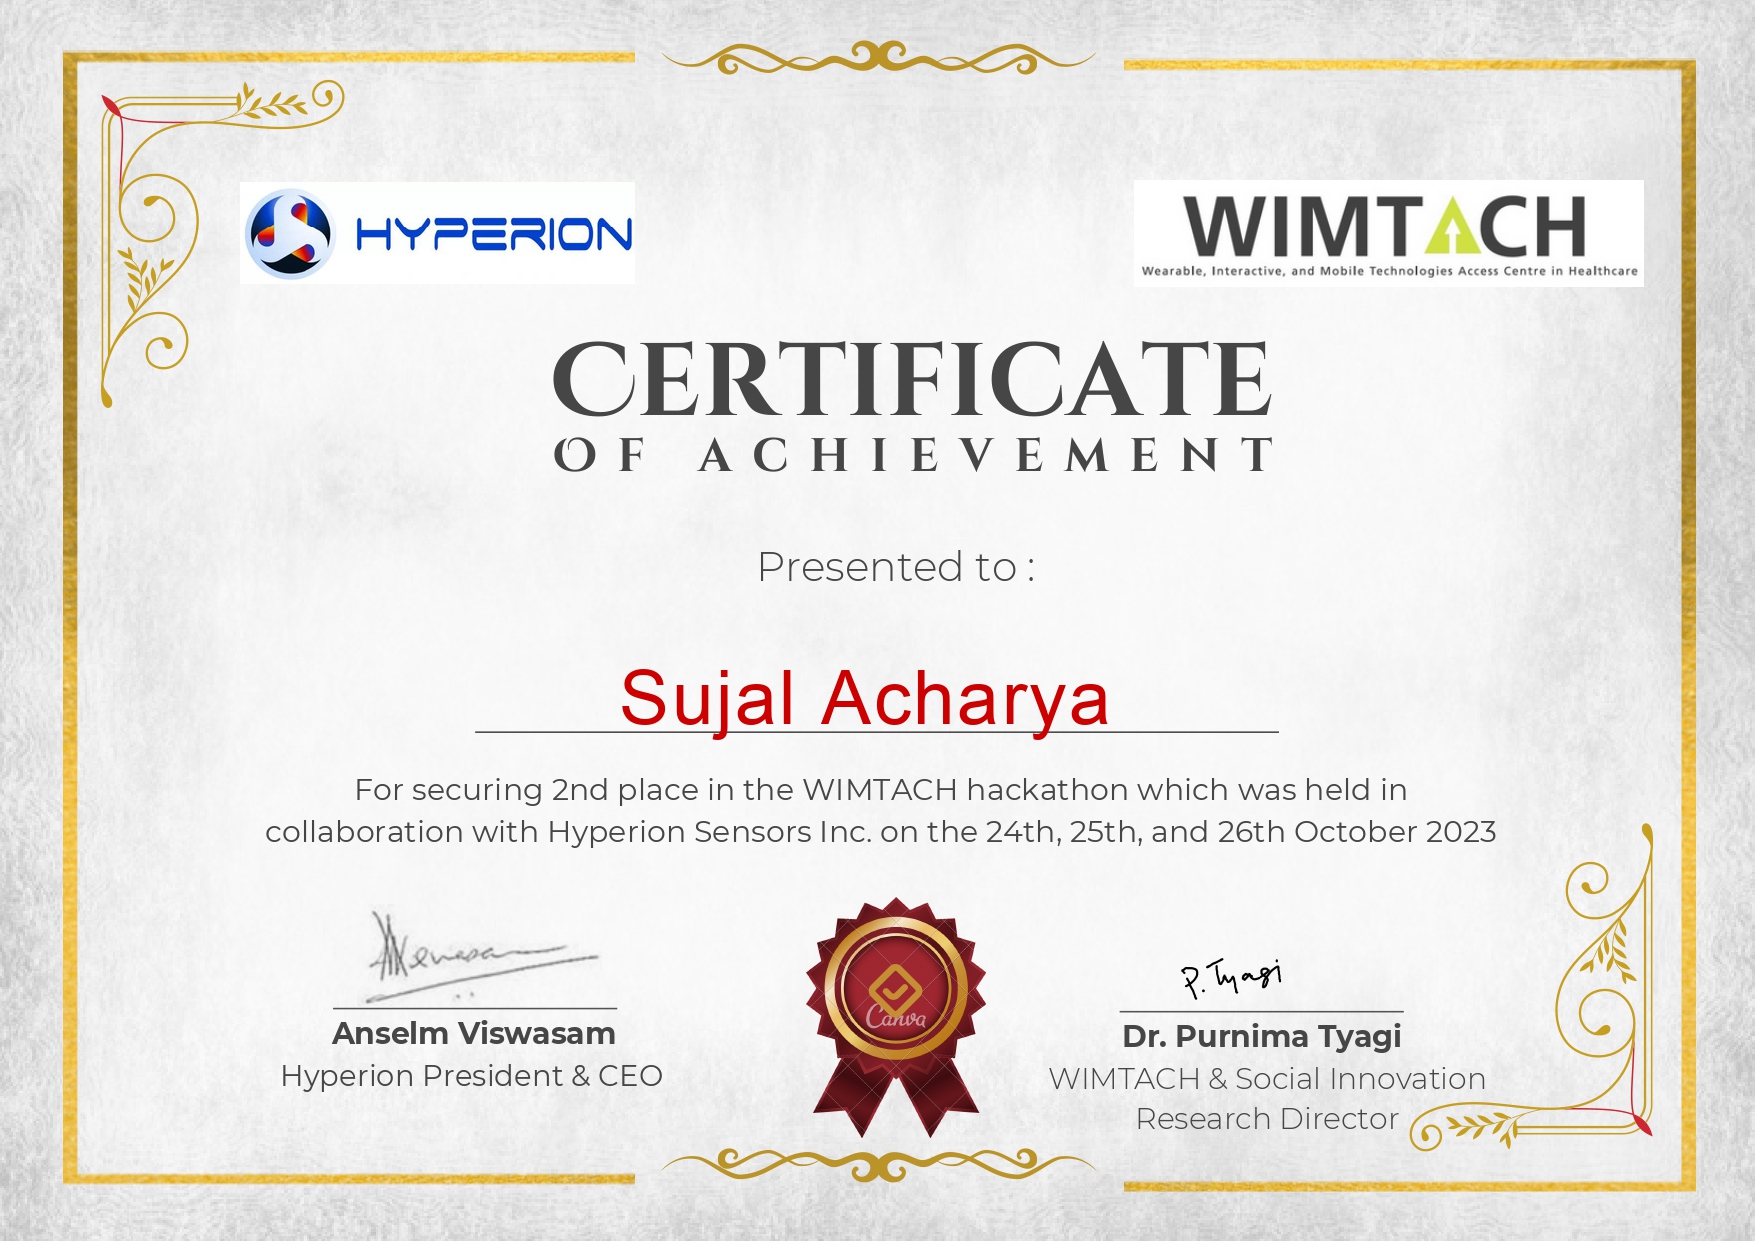 HYPERION
WIMTACH
Wearable, Interactive, and Mobile Technologies Access Centre in Healthcare
CERTIFICATE
OF ACHIEVEMENT
Presented to :
Sujal Acharya
For securing 2nd place in the WIMTACH hackathon which was held in
collaboration with Hyperion Sensors Inc. on the 24th, 25th, and 26th October 2023
Canva
P. Tyagi
Anselm Viswasam
Dr. Purnima Tyagi
Hyperion President & CEO
WIMTACH & Social Innovation
Research Director